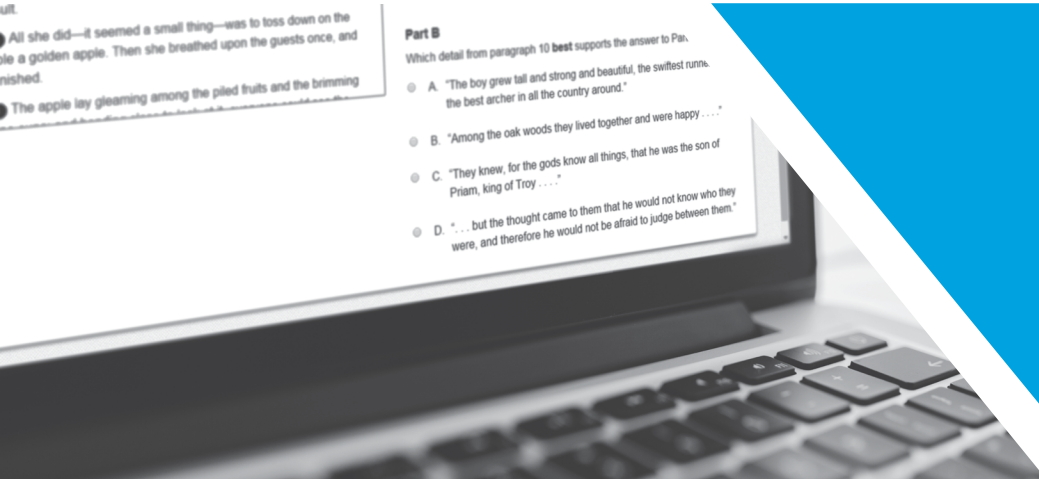 ult.
All she did—it seemed a small thing—was to toss down on the
ble a golden apple. Then she breathed upon the guests once, and
nished.
The apple lay gleaming among the piled fruits and the brimming
Part B
Which detail from paragraph 10 best supports the answer to Par
A. "The boy grew tall and strong and beautiful, the swiftest runne
the best archer in all the country around."
B. "Among the oak woods they lived together and were happy . . . ."
C. "They knew, for the gods know all things, that he was the son of
Priam, king of Troy . . . ."
D. ". . . but the thought came to them that he would not know who they
were, and therefore he would not be afraid to judge between them."